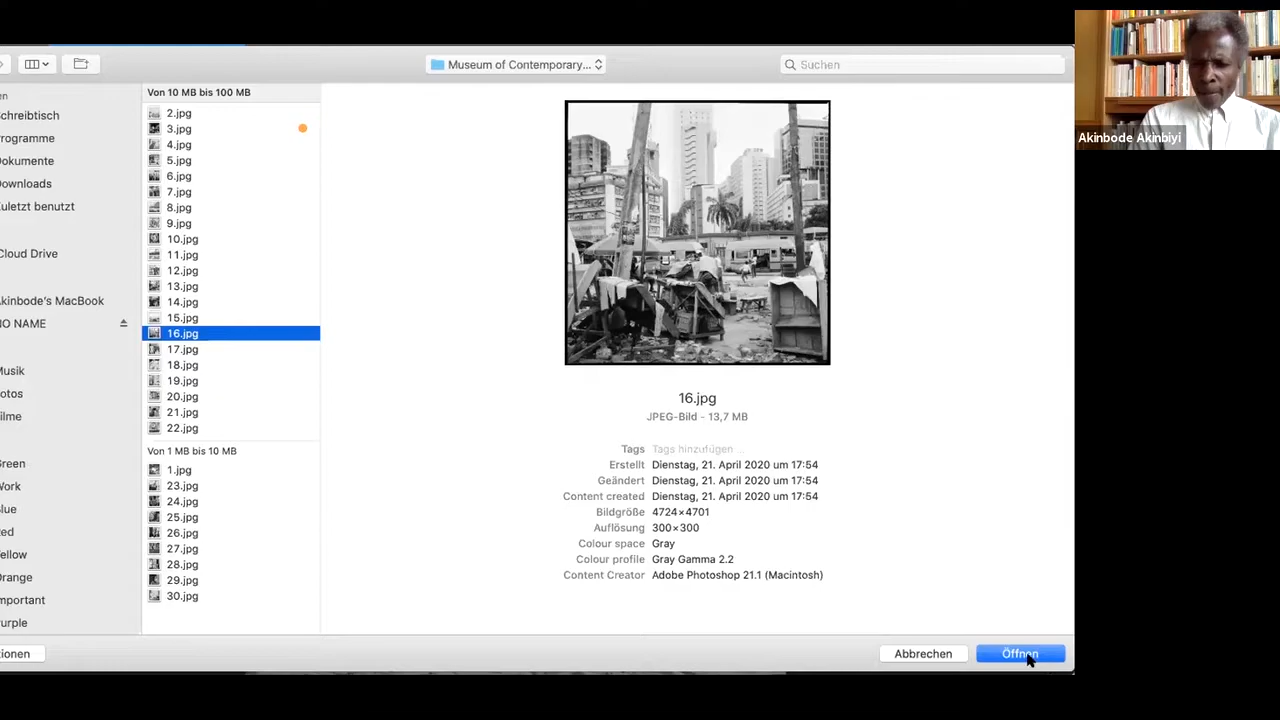 Museum of Contemporary...
Suchen
en
chreibtisch
rogramme
okumente
ownloads
uletzt benutzt
Cloud Drive
kinbode's MacBook
O NAME
usik
otos
ilme
reen
Work
lue
ed
ellow
range
mportant
urple
tionen
Von 10 MB bis 100 MB
2.jpg
3.jpg
4.jpg
5.jpg
6.jpg
7.jpg
8.jpg
9.jpg
10.jpg
11.jpg
12.jpg
13.jpg
14.jpg
15.jpg
16.jpg
17.jpg
18.jpg
19.jpg
20.jpg
21.jpg
22.jpg
Von 1 MB bis 10 MB
1.jpg
23.jpg
24.jpg
25.jpg
26.jpg
27.jpg
28.jpg
29.jpg
30.jpg
16.jpg
JPEG-Bild - 13,7 MB
Tags Tags hinzufügen ...
Erstellt Dienstag, 21. April 2020 um 17:54
Geändert Dienstag, 21. April 2020 um 17:54
Content created Dienstag, 21. April 2020 um 17:54
Bildgröße 4724×4701
Auflösung 300×300
Colour space Gray
Colour profile Gray Gamma 2.2
Content Creator Adobe Photoshop 21.1 (Macintosh)
Abbrechen
Öffnen
Akinbode Akinbiyi